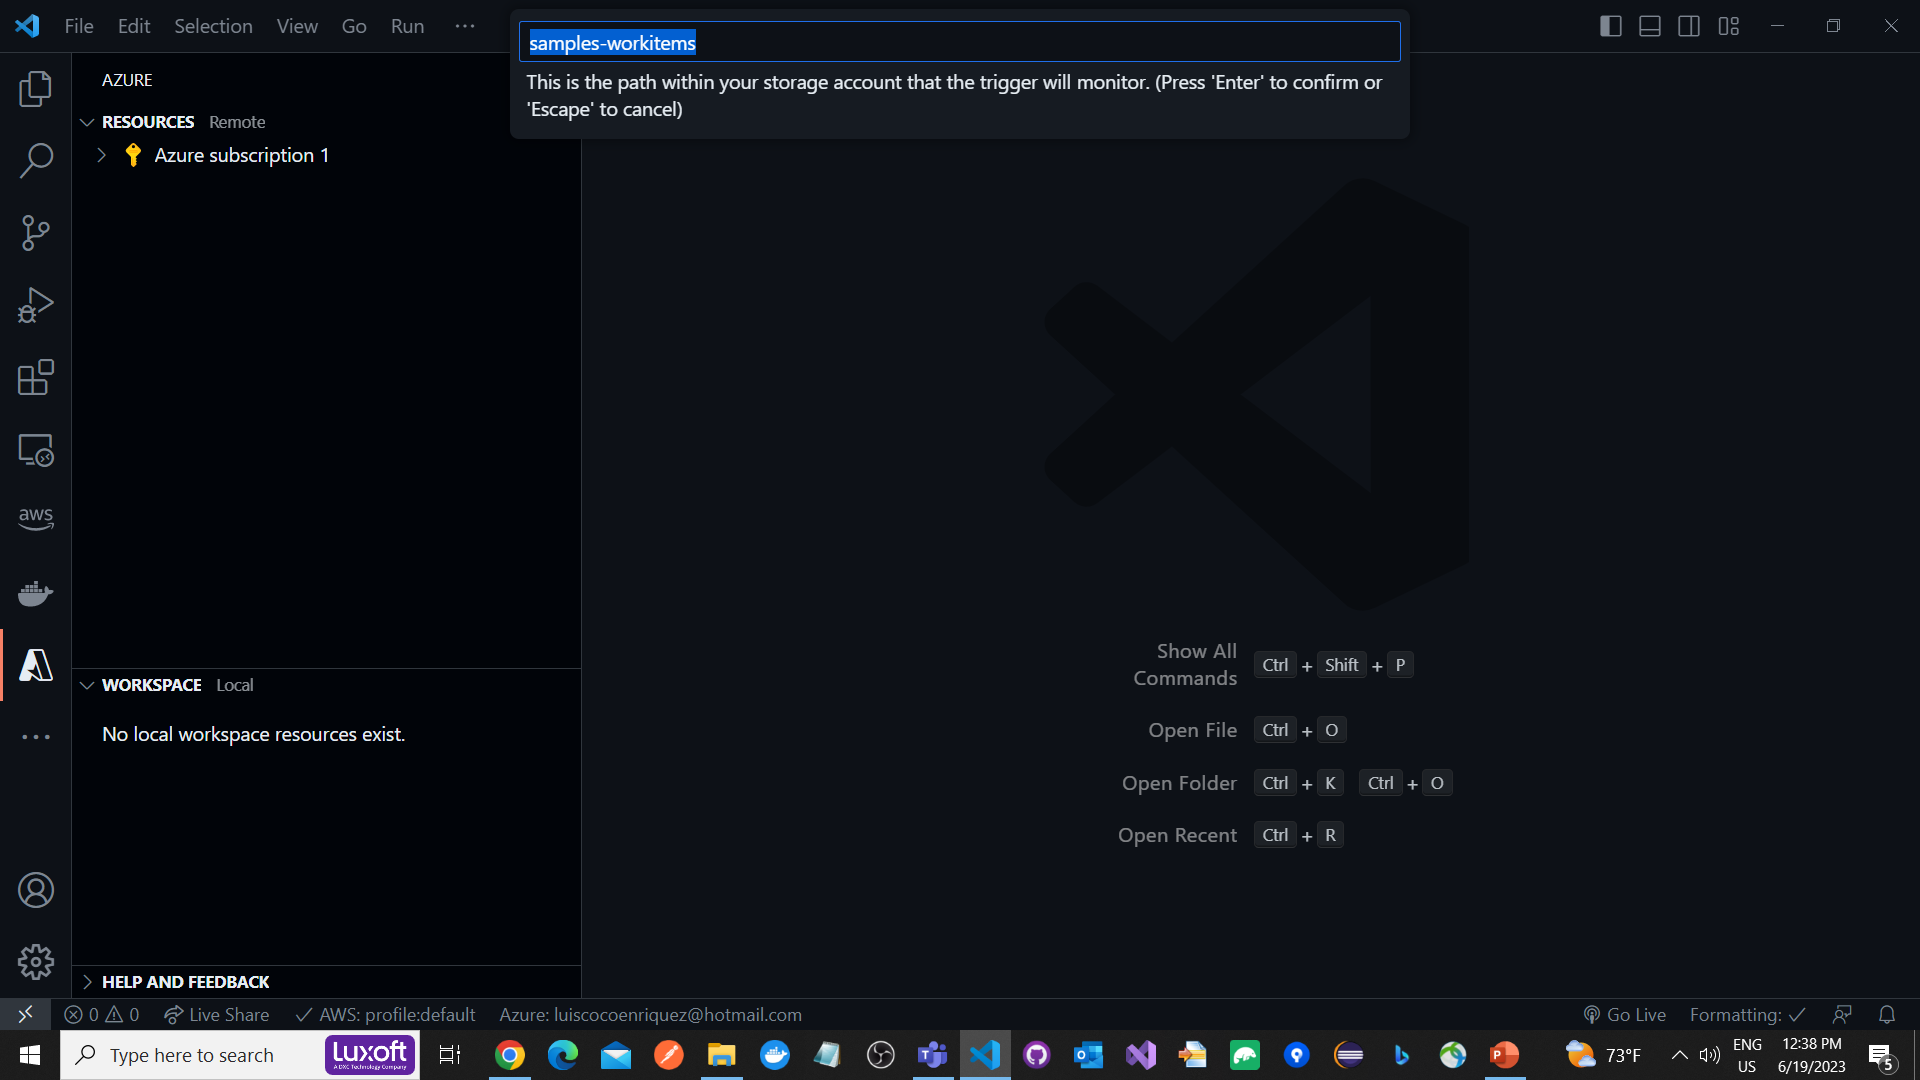 File Edit Selection View Go Run ···
samples-workitems
This is the path within your storage account that the trigger will monitor. (Press 'Enter' to confirm or
'Escape' to cancel)
AZURE
RESOURCES Remote
Azure subscription 1
aws
WORKSPACE Local
No local workspace resources exist.
HELP AND FEEDBACK
Show All
Commands Ctrl + Shift + P
Open File Ctrl + O
Open Folder Ctrl + K Ctrl + O
Open Recent Ctrl + R
0 0 Live Share AWS: profile:default Azure: luiscocoenriquez@hotmail.com Go Live Formatting:
Type here to search
luxoft
A DXC Technology Company
73°F
ENG
US
12:38 PM
6/19/2023
5